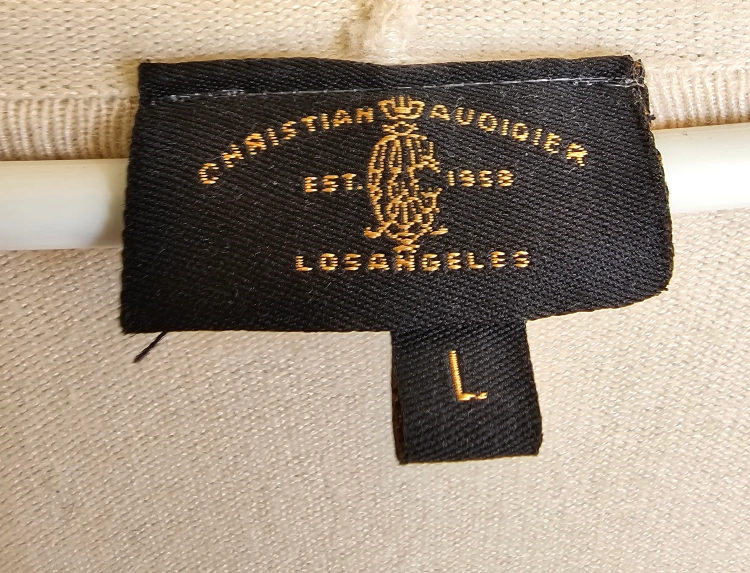 CHRISTIAN AUDIGIER
EST. 1958
LOS ANGELES
L